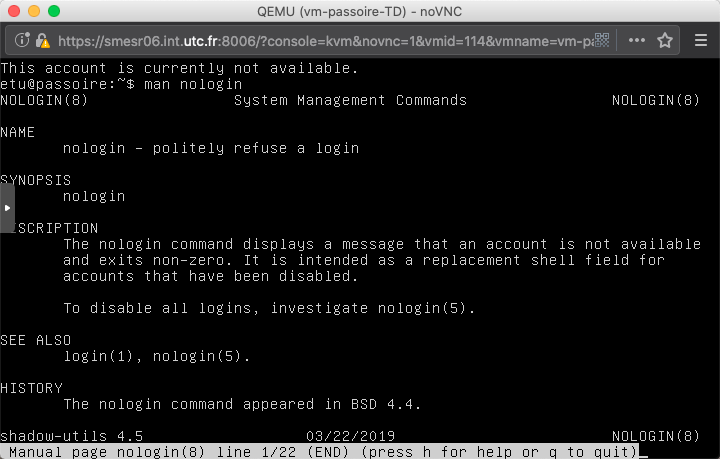 QEMU (vm-passoire-TD) - noVNC
https://smesr06.int.utc.fr:8006/?console=kvm&novnc=1&vmid=114&vmname=vm-pa
This account is currently not available.
etu@passoire:~$ man nologin
NOLOGIN(8) System Management Commands NOLOGIN(8)
NAME
nologin - politely refuse a login
SYNOPSIS
nologin
ESCRIPTION
The nologin command displays a message that an account is not available
and exits non-zero. It is intended as a replacement shell field for
accounts that have been disabled.
To disable all logins, investigate nologin(5).
SEE ALSO
login(1), nologin(5).
HISTORY
The nologin command appeared in BSD 4.4.
shadow-utils 4.5 03/22/2019 NOLOGIN(8)
Manual page nologin(8) line 1/22 (END) (press h for help or q to quit)